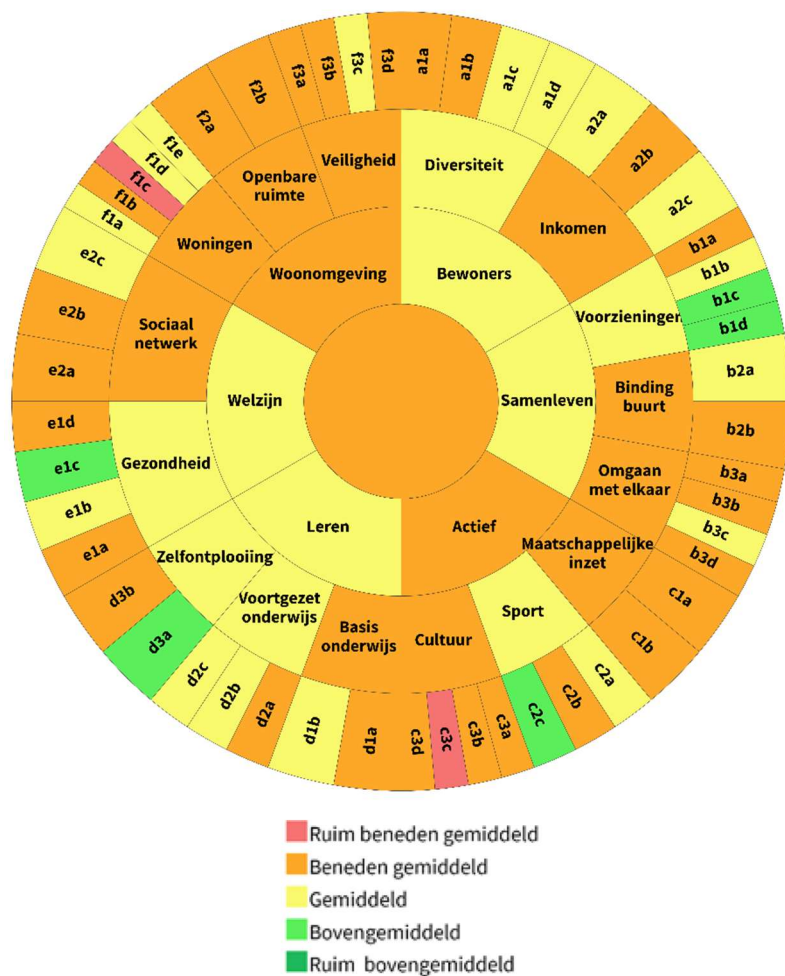 a1a
a1b
a1c
a1d
a2a
a2b
a2c
b1a
b1b
b1c
b1d
b2a
b2b
b3a
b3b
b3c
b3d
c1a
c1b
c2a
c2b
c2c
c3a
c3b
c3c
c3d
d1a
d1b
d2a
d2b
d2c
d3a
d3b
e1a
e1b
e1c
e1d
e2a
e2b
e2c
f1a
f1b
f1c
f1d
f1e
f2a
f2b
f3a
f3b
f3c
f3d
Diversiteit
Inkomen
Voorzieningen
Binding
buurt
Omgaan
met elkaar
Maatschappelijke
inzet
Sport
Cultuur
Basis
onderwijs
Voortgezet
onderwijs
Zelfontplooiing
Gezondheid
Sociaal
netwerk
Woningen
Openbare
ruimte
Veiligheid
Bewoners
Samenleven
Actief
Leren
Welzijn
Woonomgeving
Ruim beneden gemiddeld
Beneden gemiddeld
Gemiddeld
Bovengemiddeld
Ruim bovengemiddeld